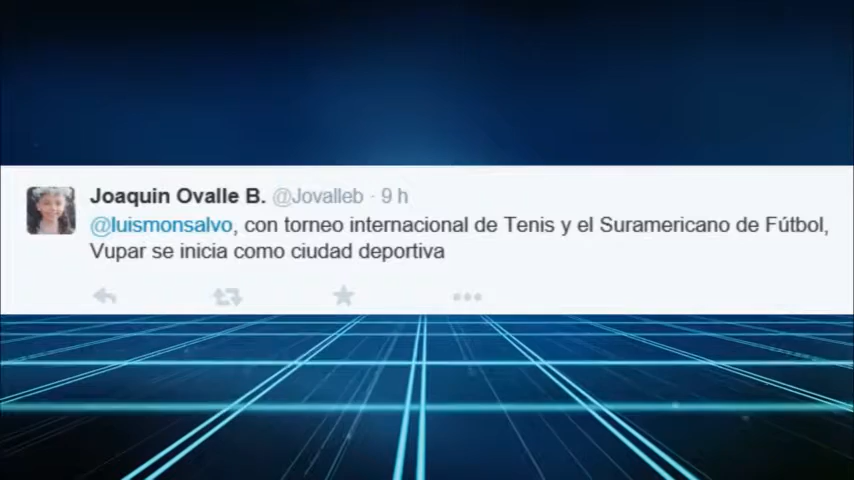 Joaquin Ovalle B. @Jovalleb · 9 h
@luismonsalvo, con torneo internacional de Tenis y el Suramericano de Fútbol,
Vupar se inicia como ciudad deportiva